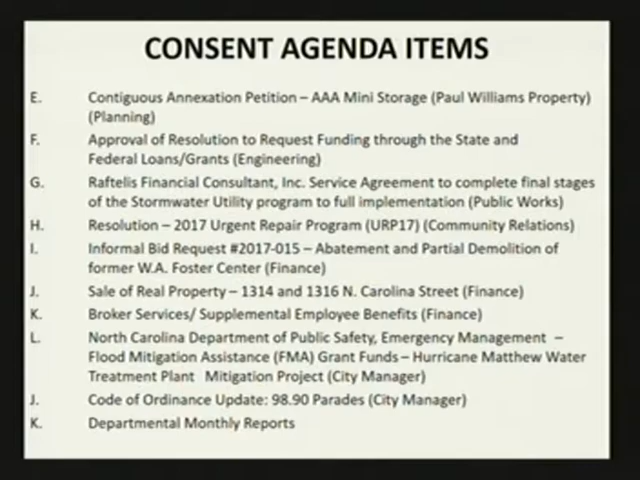 CONSENT AGENDA ITEMS
E. Contiguous Annexation Petition – AAA Mini Storage (Paul Williams Property)
(Planning)
F. Approval of Resolution to Request Funding through the State and
Federal Loans/Grants (Engineering)
G. Raftelis Financial Consultant, Inc. Service Agreement to complete final stages
of the Stormwater Utility program to full implementation (Public Works)
H. Resolution – 2017 Urgent Repair Program (URP17) (Community Relations)
I. Informal Bid Request #2017-015 – Abatement and Partial Demolition of
former W.A. Foster Center (Finance)
J. Sale of Real Property – 1314 and 1316 N. Carolina Street (Finance)
K. Broker Services/ Supplemental Employee Benefits (Finance)
L. North Carolina Department of Public Safety, Emergency Management –
Flood Mitigation Assistance (FMA) Grant Funds – Hurricane Matthew Water
Treatment Plant Mitigation Project (City Manager)
J. Code of Ordinance Update: 98.90 Parades (City Manager)
K. Departmental Monthly Reports